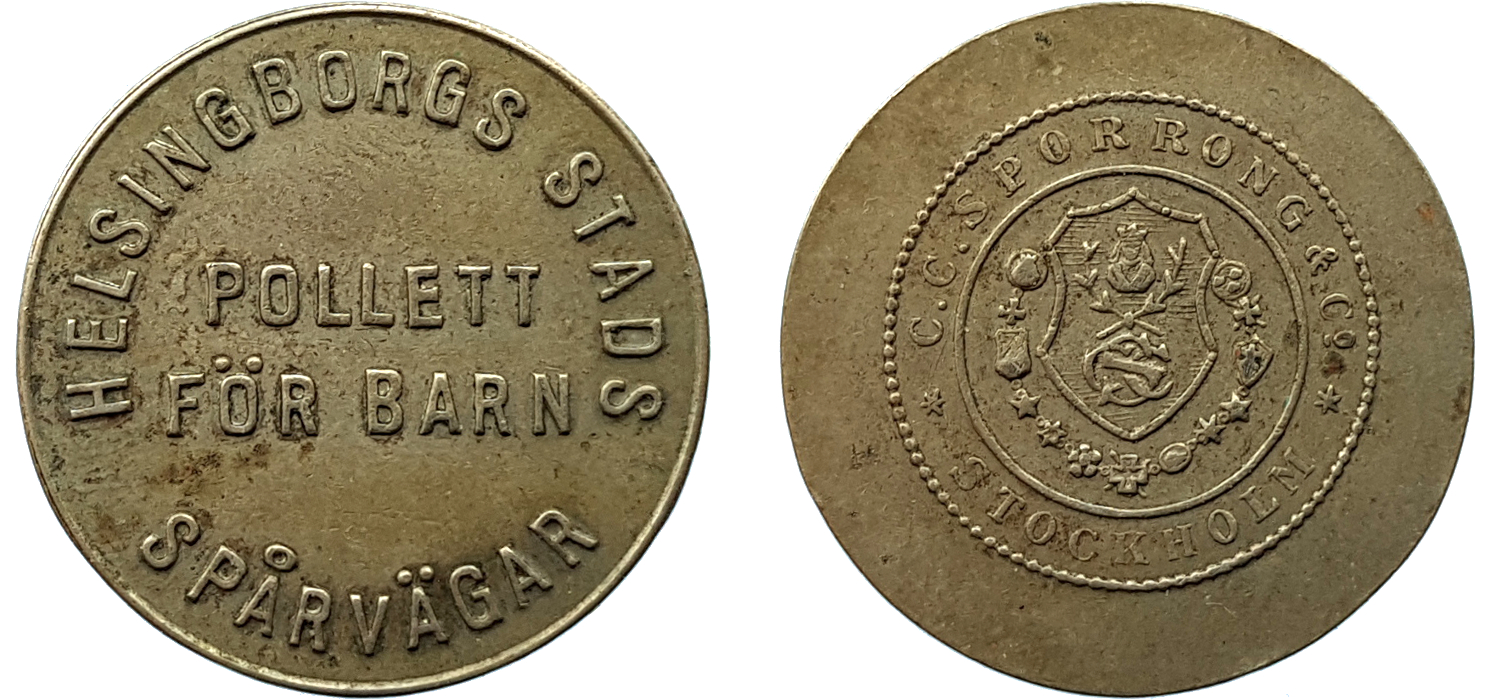 HELSINGBORGS STADS
POLLETT
FÖR BARN
SPÅRVÄGAR
C.C. SPORRONG & Cº
* STOCKHOLM *